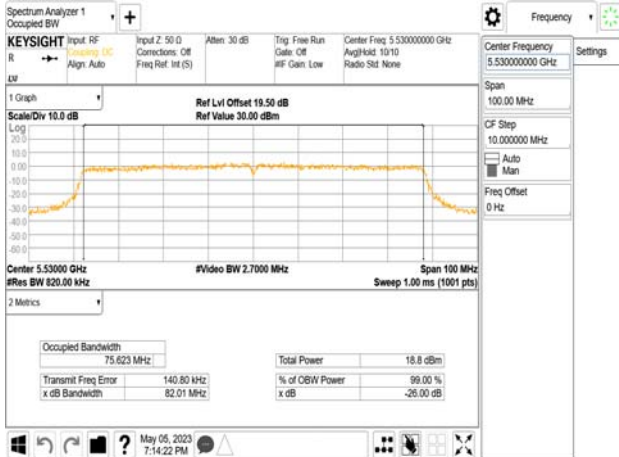 Spectrum Analyzer 1
Occupied BW
Frequency
KEYSIGHT
R
LXI
Input: RF
Coupling: DC
Align: Auto
Input Z: 50 Ω
Corrections: Off
Freq Ref: Int (S)
Atten: 30 dB
Trig: Free Run
Gate: Off
#IF Gain: Low
Center Freq: 5.530000000 GHz
Avg|Hold: 10/10
Radio Std: None
Center Frequency
5.530000000 GHz
Settings
Span
100.00 MHz
CF Step
10.000000 MHz
Auto
Man
Freq Offset
0 Hz
1 Graph
Scale/Div 10.0 dB
Ref Lvl Offset 19.50 dB
Ref Value 30.00 dBm
Log
20.0
10.0
0.00
-10.0
-20.0
-30.0
-40.0
-50.0
-60.0
Center 5.53000 GHz
#Res BW 820.00 kHz
#Video BW 2.7000 MHz
Span 100 MHz
Sweep 1.00 ms (1001 pts)
2 Metrics
Occupied Bandwidth
75.623 MHz
Total Power 18.8 dBm
Transmit Freq Error 140.80 kHz
% of OBW Power 99.00 %
x dB Bandwidth 82.01 MHz
x dB -26.00 dB
May 05, 2023
7:14:22 PM